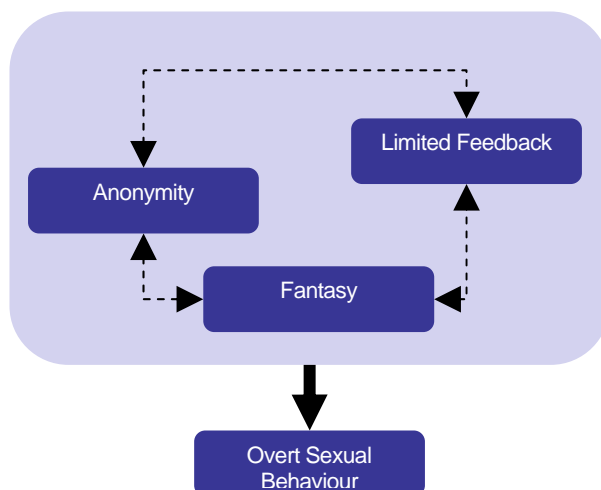 Limited Feedback
Anonymity
Fantasy
Overt Sexual
Behaviour